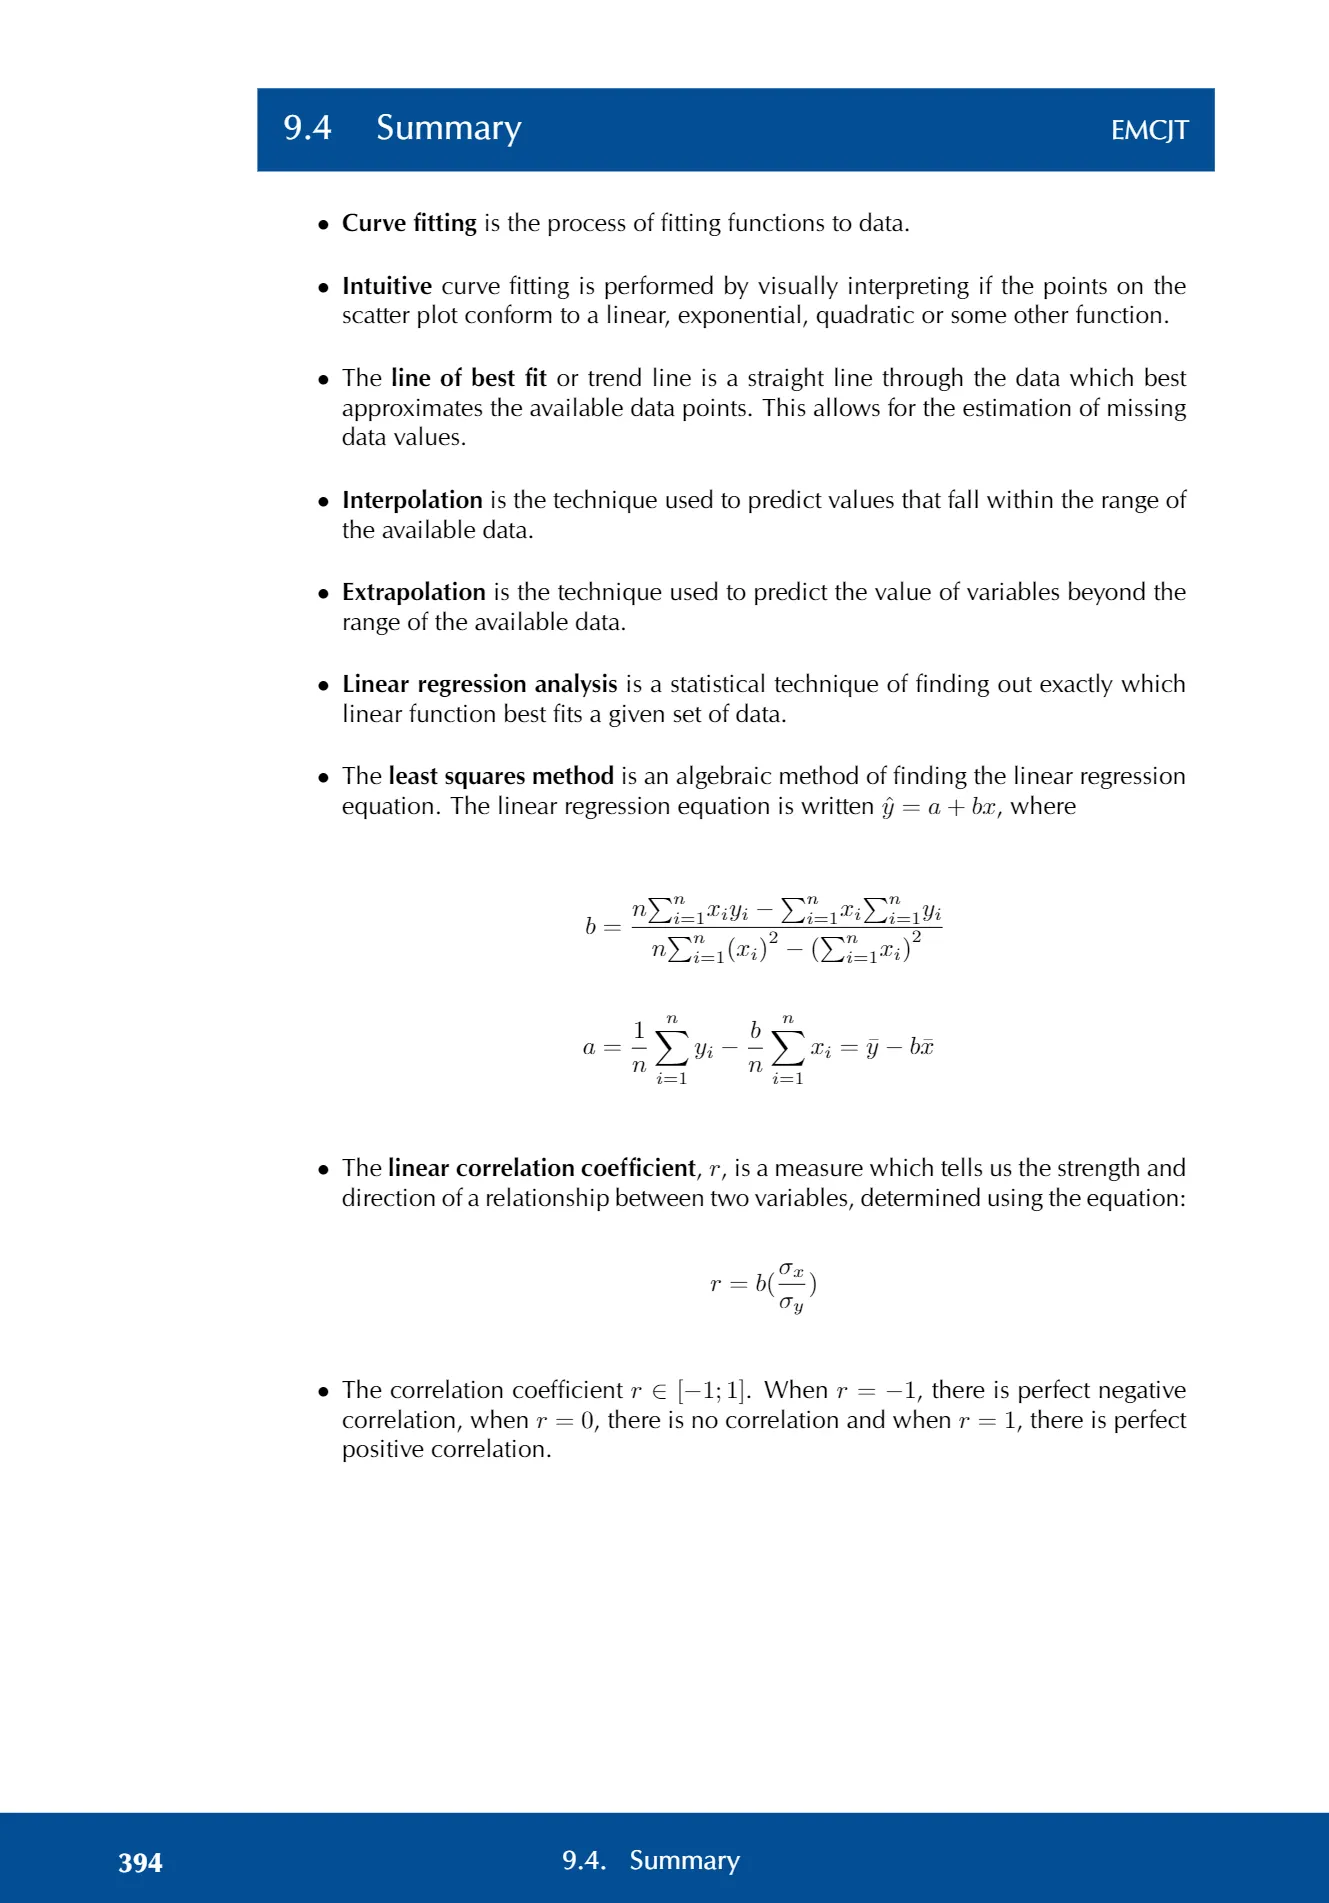 9.4 Summary EMCJT
• Curve fitting is the process of fitting functions to data.
• Intuitive curve fitting is performed by visually interpreting if the points on the
scatter plot conform to a linear, exponential, quadratic or some other function.
• The line of best fit or trend line is a straight line through the data which best
approximates the available data points. This allows for the estimation of missing
data values.
• Interpolation is the technique used to predict values that fall within the range of
the available data.
• Extrapolation is the technique used to predict the value of variables beyond the
range of the available data.
• Linear regression analysis is a statistical technique of finding out exactly which
linear function best fits a given set of data.
• The least squares method is an algebraic method of finding the linear regression
equation. The linear regression equation is written ŷ = a + bx, where
b = \frac{n\sum_{i=1}^{n} x_i y_i - \sum_{i=1}^{n} x_i \sum_{i=1}^{n} y_i}{n\sum_{i=1}^{n} (x_i)^2 - (\sum_{i=1}^{n} x_i)^2}
a = \frac{1}{n} \sum_{i=1}^{n} y_i - \frac{b}{n} \sum_{i=1}^{n} x_i = \bar{y} - b\bar{x}
• The linear correlation coefficient, r, is a measure which tells us the strength and
direction of a relationship between two variables, determined using the equation:
r = b(\frac{\sigma_x}{\sigma_y})
• The correlation coefficient r ∈ [−1; 1]. When r = −1, there is perfect negative
correlation, when r = 0, there is no correlation and when r = 1, there is perfect
positive correlation.
394 9.4. Summary